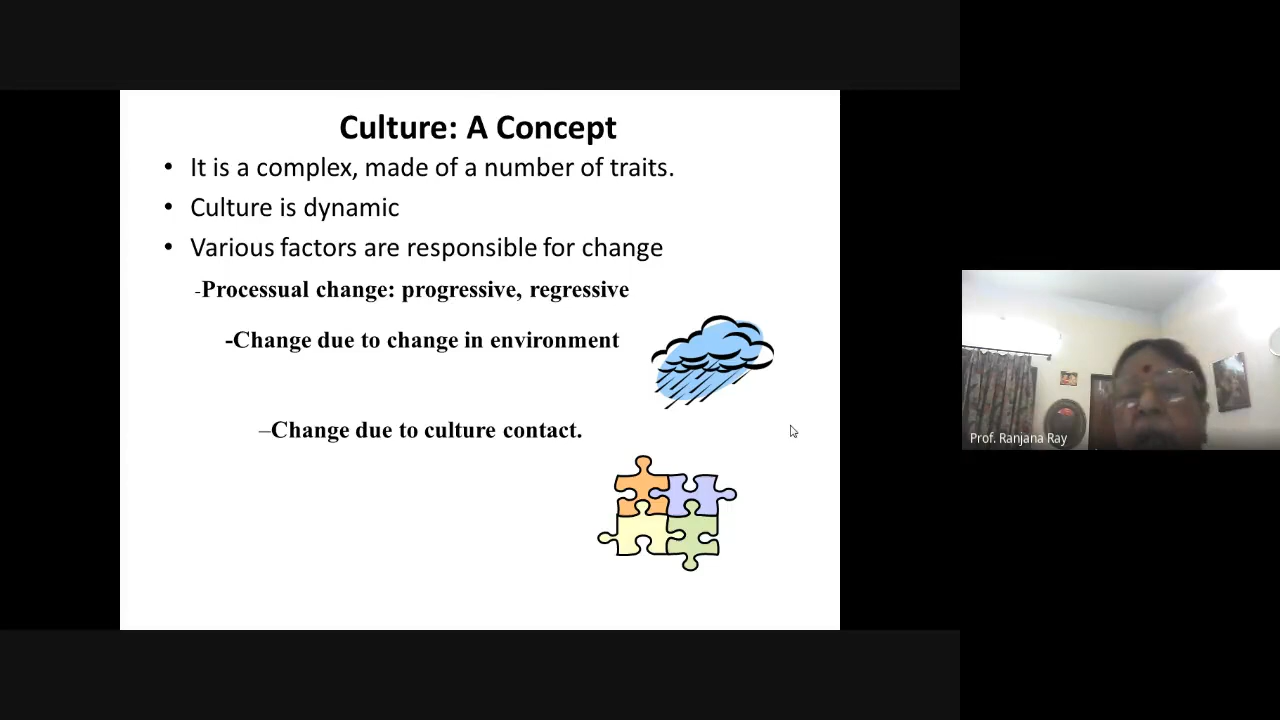 Culture: A Concept
• It is a complex, made of a number of traits.
• Culture is dynamic
• Various factors are responsible for change
-Processual change: progressive, regressive
-Change due to change in environment
–Change due to culture contact.
Prof. Ranjana Ray